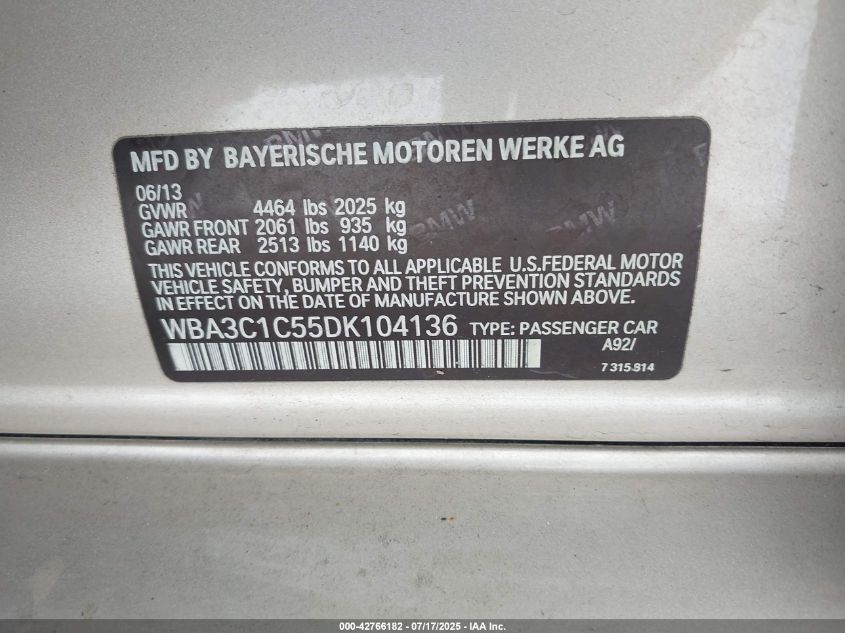 MFD BY BAYERISCHE MOTOREN WERKE AG
06/13
GVWR 4464 lbs 2025 kg
GAWR FRONT 2061 lbs 935 kg
GAWR REAR 2513 lbs 1140 kg
THIS VEHICLE CONFORMS TO ALL APPLICABLE U.S.FEDERAL MOTOR
VEHICLE SAFETY, BUMPER AND THEFT PREVENTION STANDARDS
IN EFFECT ON THE DATE OF MANUFACTURE SHOWN ABOVE.
WBA3C1C55DK104136 TYPE: PASSENGER CAR
A92/
7 315 814
000-42766182 - 07/17/2025 - IAA Inc.